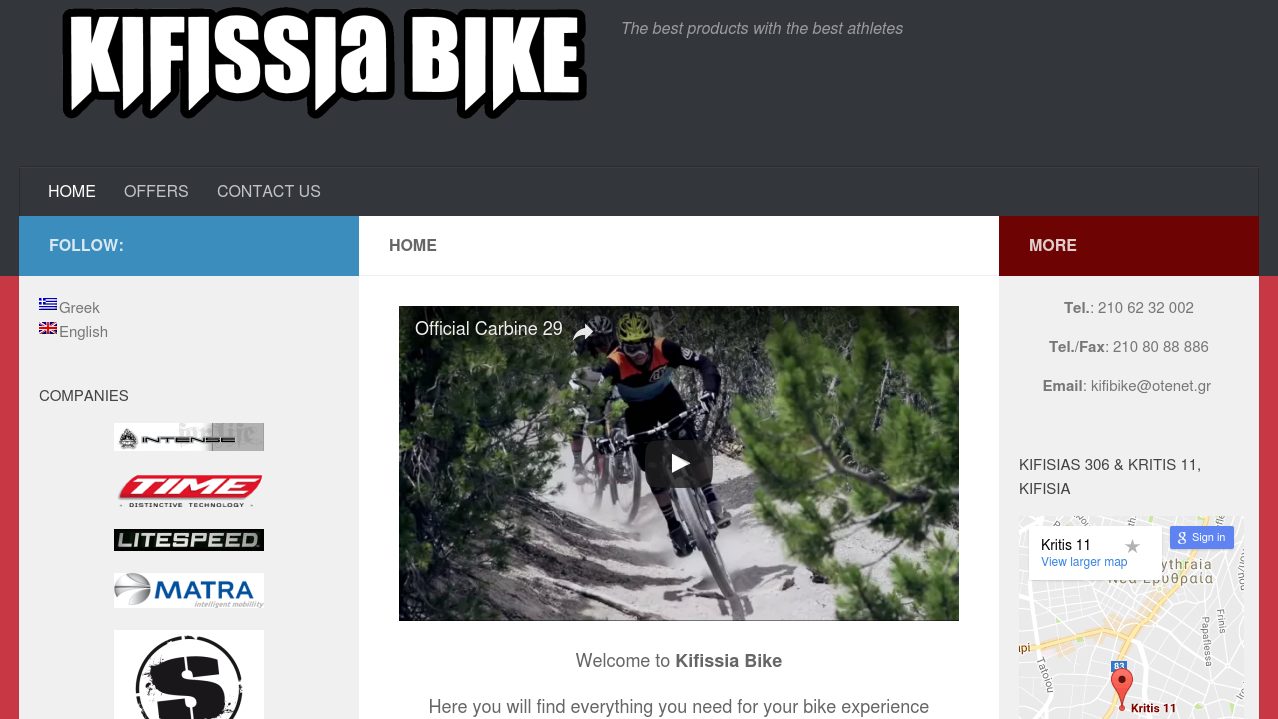 KIFISSIA BIKE
The best products with the best athletes
HOME OFFERS CONTACT US
FOLLOW:
Greek
English
COMPANIES
INTENSE
TIME
- DISTINCTIVE TECHNOLOGY -
LITESPEED
MATRA
intelligent mobility
S
HOME
Official Carbine 29
Welcome to Kifissia Bike
Here you will find everything you need for your bike experience
MORE
Tel.: 210 62 32 002
Tel./Fax: 210 80 88 886
Email: kifibike@otenet.gr
KIFISIAS 306 & KRITIS 11,
KIFISIA
Kritis 11
View larger map
Sign in
ythraia
Νέα Ερυθραία
Frinis
Papaflessa
Tatoiou
83
Kritis 11